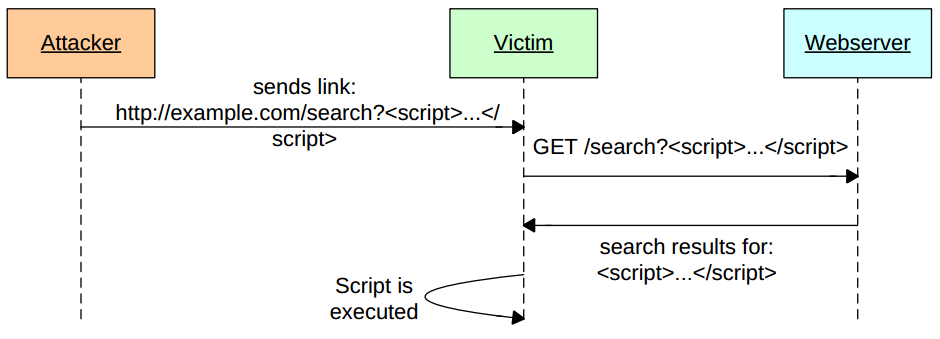 Attacker
Victim
Webserver
sends link:
http://example.com/search?<script>...</
script>
GET /search?<script>...</script>
search results for:
<script>...</script>
Script is
executed